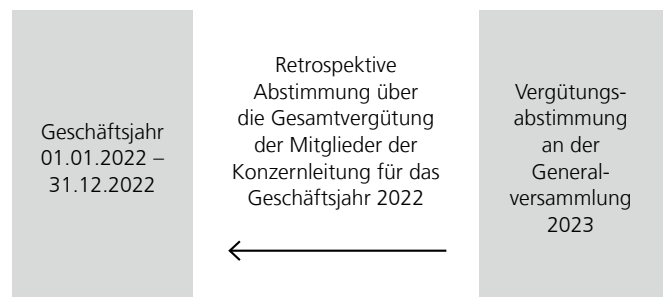 Geschäftsjahr
01.01.2022 –
31.12.2022
Retrospektive
Abstimmung über
die Gesamtvergütung
der Mitglieder der
Konzernleitung für das
Geschäftsjahr 2022
Vergütungs-
abstimmung
an der
General-
versammlung
2023